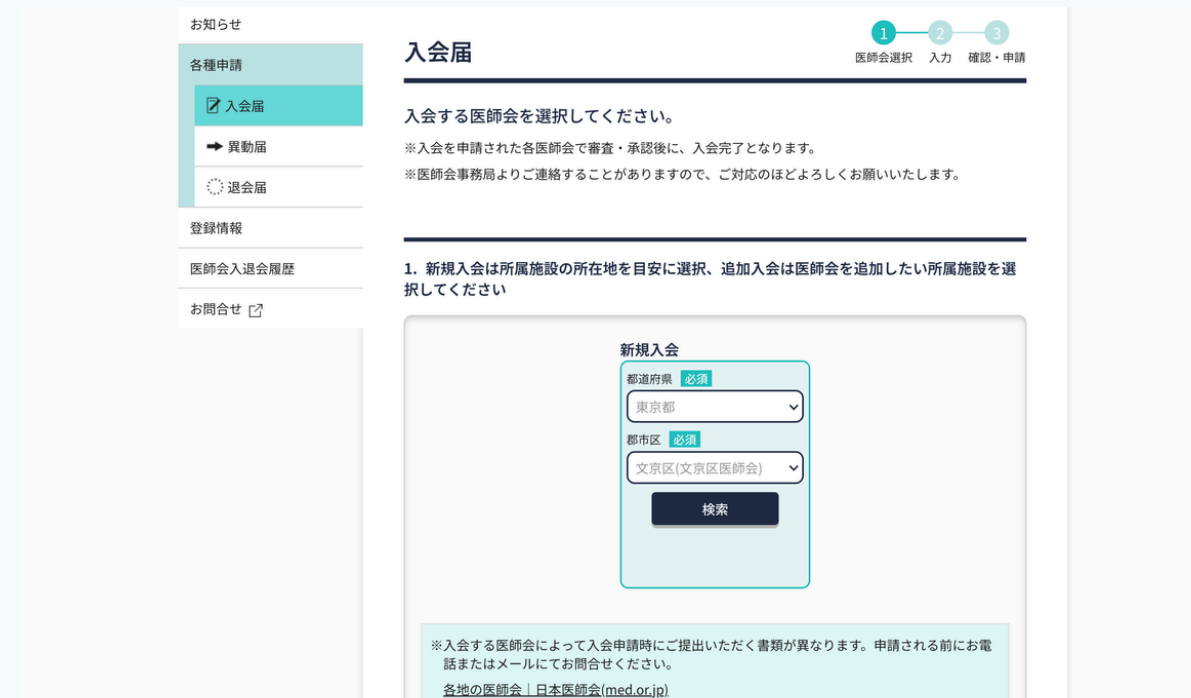 お知らせ
各種申請
入会届
異動届
退会届
登録情報
医師会入退会履歴
お問合せ
入会届
1 2 3
医師会選択 入力 確認・申請
入会する医師会を選択してください。
※入会を申請された各医師会で審査・承認後に、入会完了となります。
※医師会事務局よりご連絡することがありますので、ご対応のほどよろしくお願いいたします。
1. 新規入会は所属施設の所在地を目安に選択、追加入会は医師会を追加したい所属施設を選
択してください
新規入会
都道府県 必須
東京都
郡市区 必須
文京区(文京区医師会)
検索
※入会する医師会によって入会申請時にご提出いただく書類が異なります。申請される前にお電
話またはメールにてお問合せください。
各地の医師会｜日本医師会(med.or.jp)